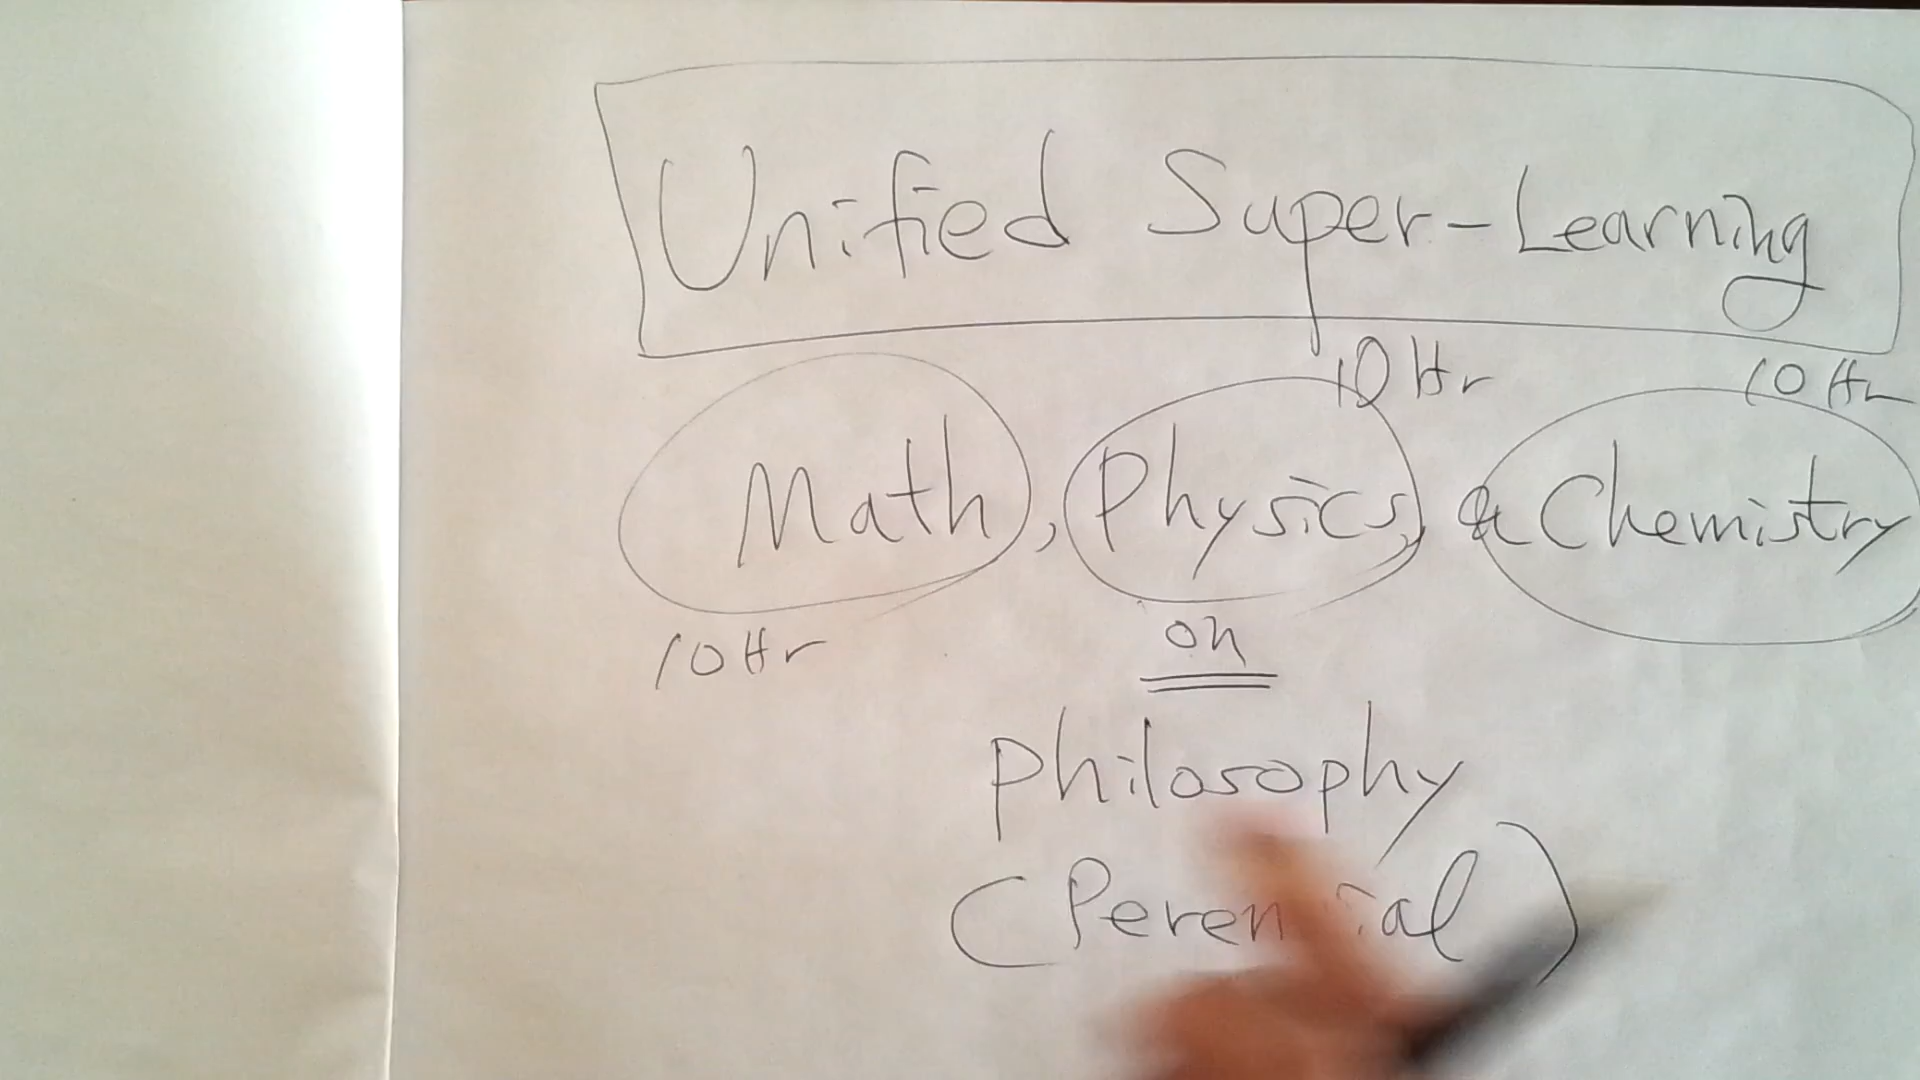 Unified Super-Learning
10 Hr 10 Hr
Math, Physics, & Chemistry
10 Hr
on
Philosophy
(
)